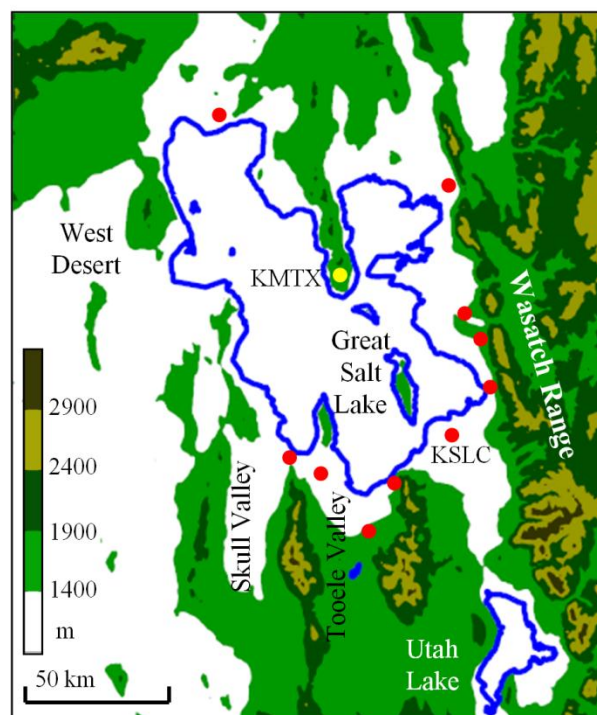 West
Desert
KMTX
Wasatch Range
Great
Salt
Lake
2900
2400
1900
1400
m
KSLC
Skull Valley
Tooele Valley
Utah
Lake
50 km